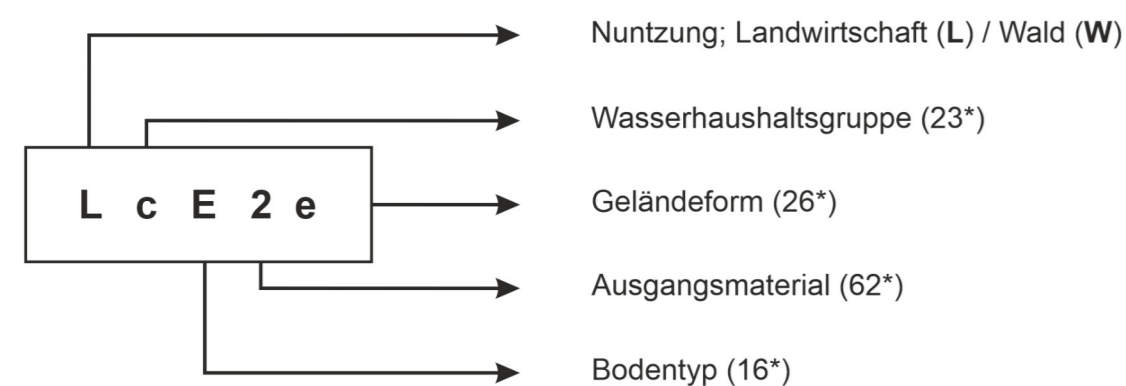 Nuntzung; Landwirtschaft (L) / Wald (W)
Wasserhaushaltsgruppe (23*)
L c E 2 e
Geländeform (26*)
Ausgangsmaterial (62*)
Bodentyp (16*)